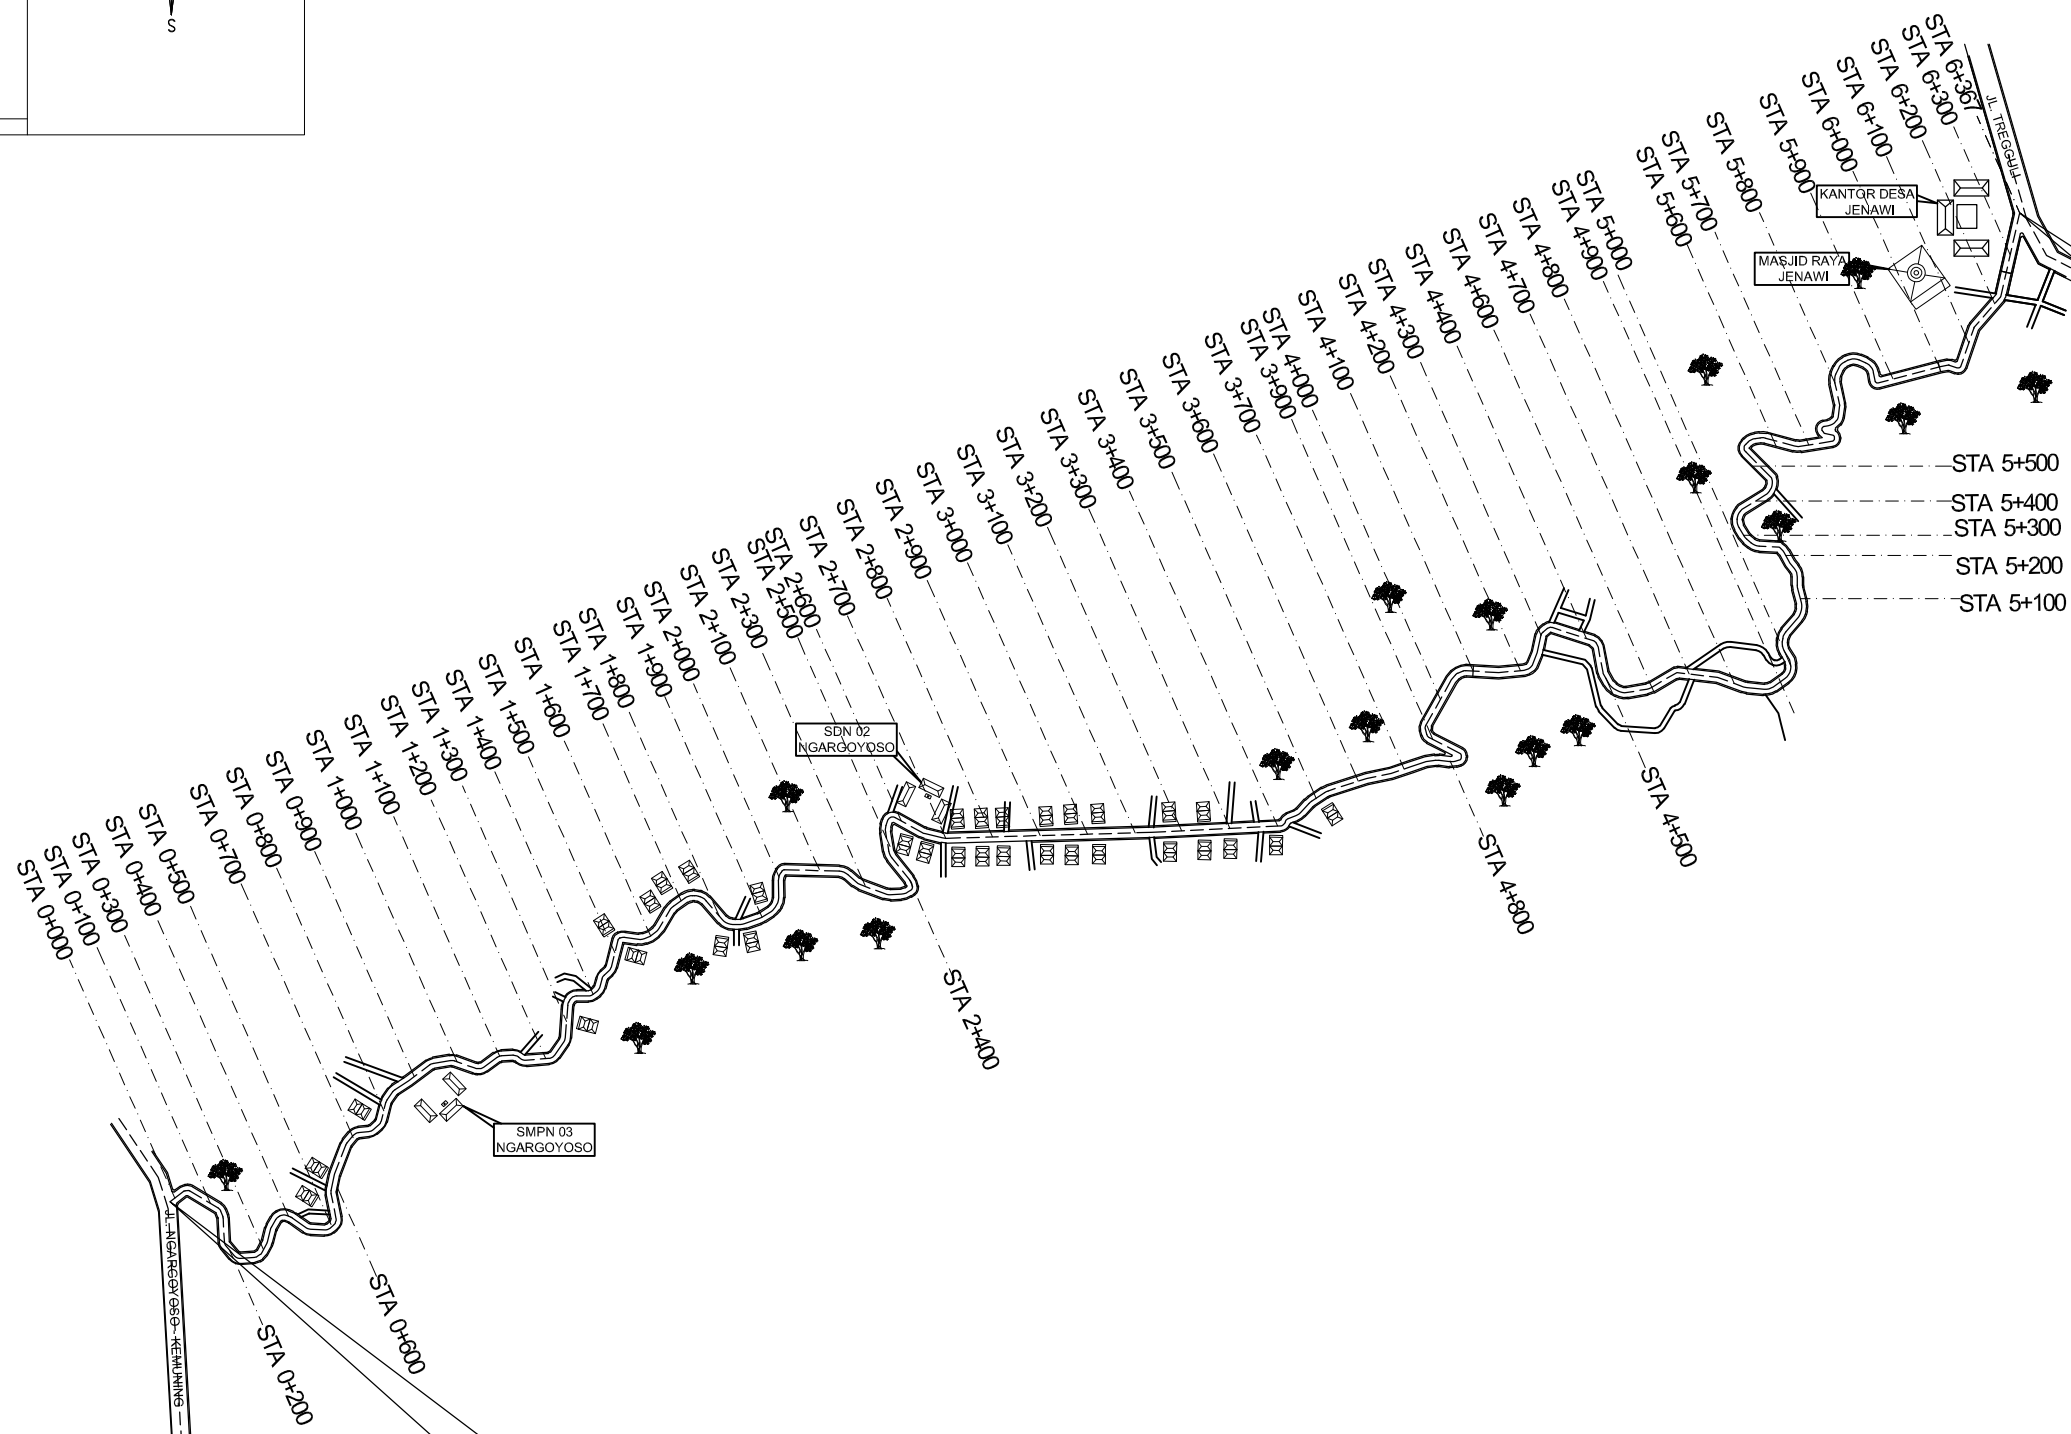 S
STA 0+000
STA 0+100
STA 0+200
STA 0+300
STA 0+400
STA 0+500
STA 0+600
STA 0+700
STA 0+800
STA 0+900
STA 1+000
STA 1+100
STA 1+200
STA 1+300
STA 1+400
STA 1+500
STA 1+600
STA 1+700
STA 1+800
STA 1+900
STA 2+000
STA 2+100
STA 2+300
STA 2+400
STA 2+500
STA 2+600
STA 2+700
STA 2+800
STA 2+900
STA 3+000
STA 3+100
STA 3+200
STA 3+300
STA 3+400
STA 3+500
STA 3+600
STA 3+700
STA 4+800
STA 3+900
STA 4+000
STA 4+100
STA 4+200
STA 4+300
STA 4+400
STA 4+500
STA 4+600
STA 4+700
STA 4+800
STA 4+900
STA 5+000
STA 5+100
STA 5+200
STA 5+300
STA 5+400
STA 5+500
STA 5+600
STA 5+700
STA 5+800
STA 5+900
STA 6+000
STA 6+100
STA 6+200
STA 6+300
STA 6+367
JL. TREGGULI
KANTOR DESA
JENAWI
MASJID RAYA
JENAWI
SDN 02
NGARGOYOSO
SMPN 03
NGARGOYOSO
JL. NGARGOYOSO - KEMUNING